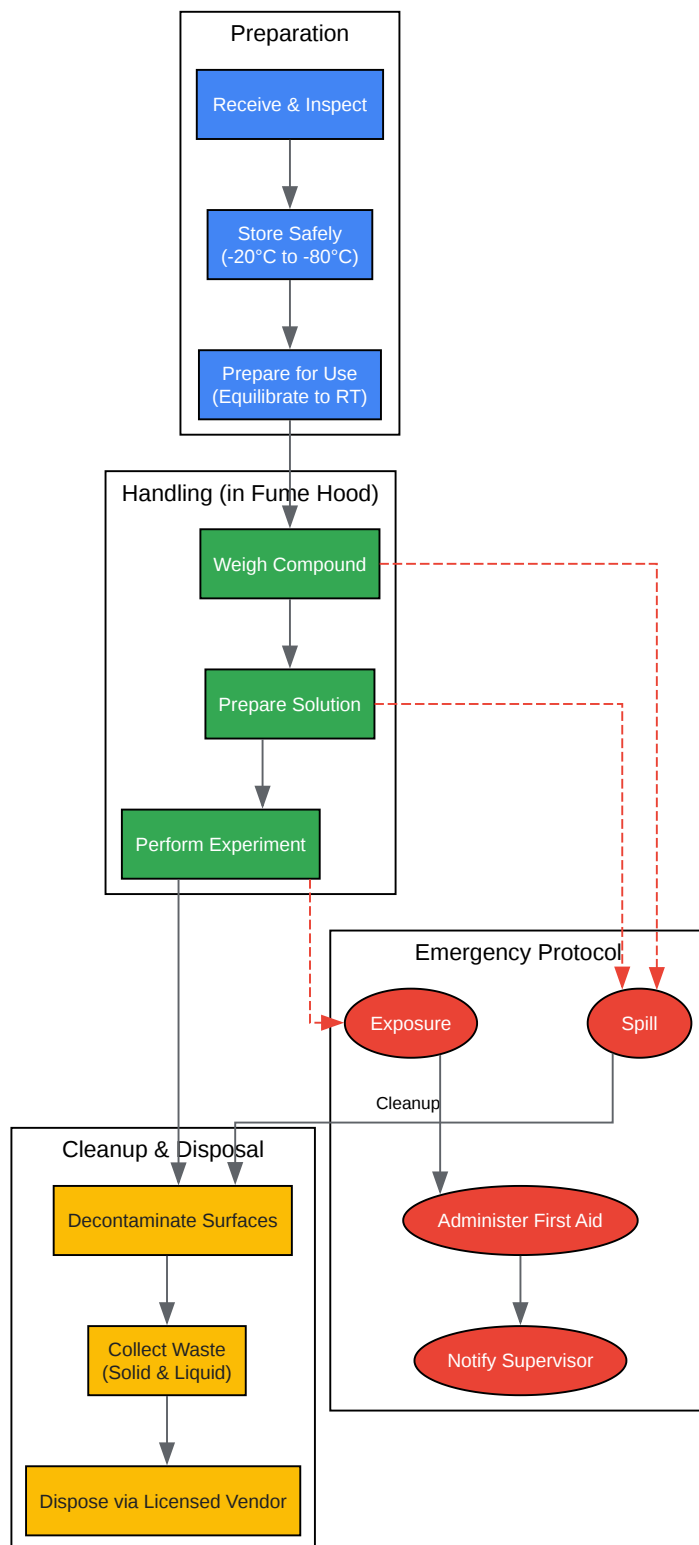 Preparation
Receive & Inspect
Store Safely
(-20°C to -80°C)
Prepare for Use
(Equilibrate to RT)
Handling (in Fume Hood)
Weigh Compound
Prepare Solution
Perform Experiment
Emergency Protocol
Exposure
Spill
Cleanup
Cleanup & Disposal
Decontaminate Surfaces
Administer First Aid
Collect Waste
(Solid & Liquid)
Notify Supervisor
Dispose via Licensed Vendor